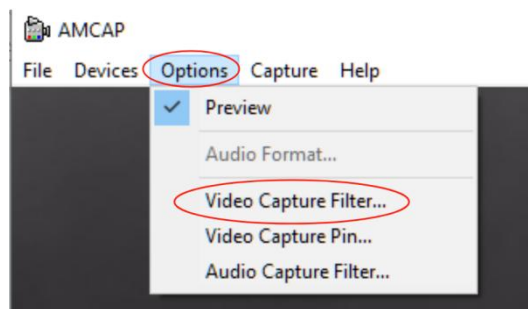 AMCAP
File Devices Options Capture Help
Preview
Audio Format...
Video Capture Filter...
Video Capture Pin...
Audio Capture Filter...